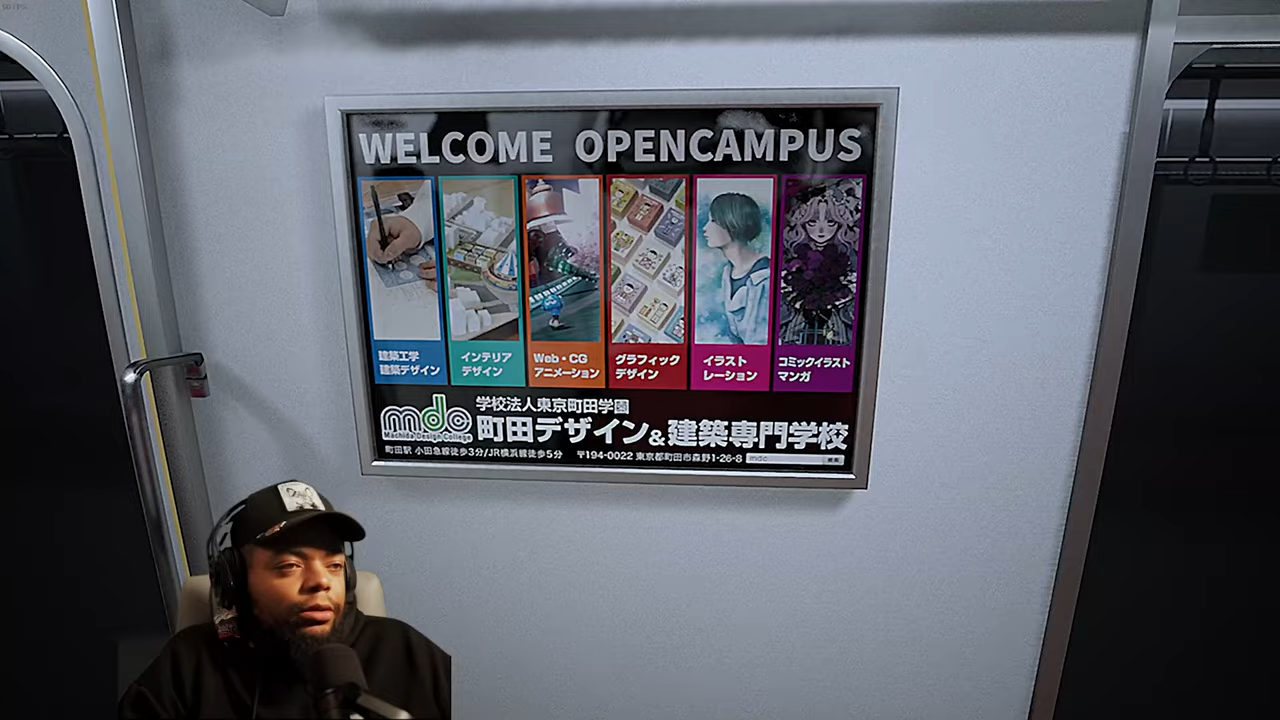 WELCOME OPENCAMPUS
建築工学
建築デザイン
インテリア
デザイン
Web・CG
アニメーション
グラフィック
デザイン
イラスト
レーション
コミックイラスト
マンガ
mdc
Machida Design College
学校法人東京町田学園
町田デザイン&建築専門学校
町田駅 小田急線徒歩3分/JR横浜線徒歩5分 〒194-0022 東京都町田市森野1-26-8 mdc 検索